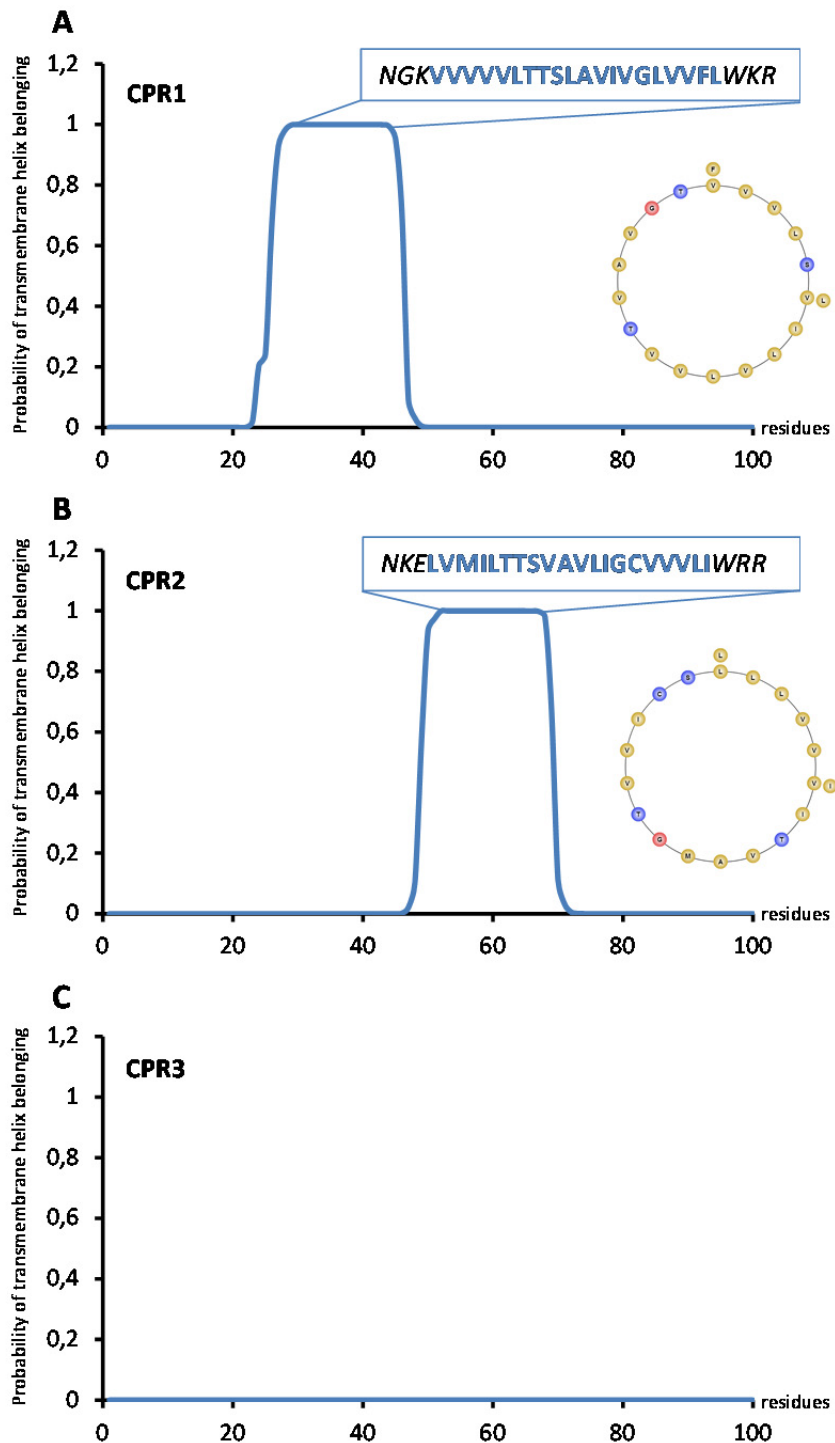 A
Probability of transmembrane helix belonging
1,2
1
0,8
0,6
0,4
0,2
0
CPR1
NGKVVVVVLTTSLAVIVGLVVFLWKR
F
V
V
V
L
S
V
L
I
L
V
L
V
V
T
V
A
V
G
T
0
20
40
60
80
100
residues
B
Probability of transmembrane helix belonging
1,2
1
0,8
0,6
0,4
0,2
0
CPR2
NKELVMILTTSVAVLIGCVVVLIWRR
L
L
L
L
V
V
V
I
I
T
V
A
M
G
T
V
V
I
C
S
0
20
40
60
80
100
residues
C
Probability of transmembrane helix belonging
1,2
1
0,8
0,6
0,4
0,2
0
CPR3
0
20
40
60
80
100
residues